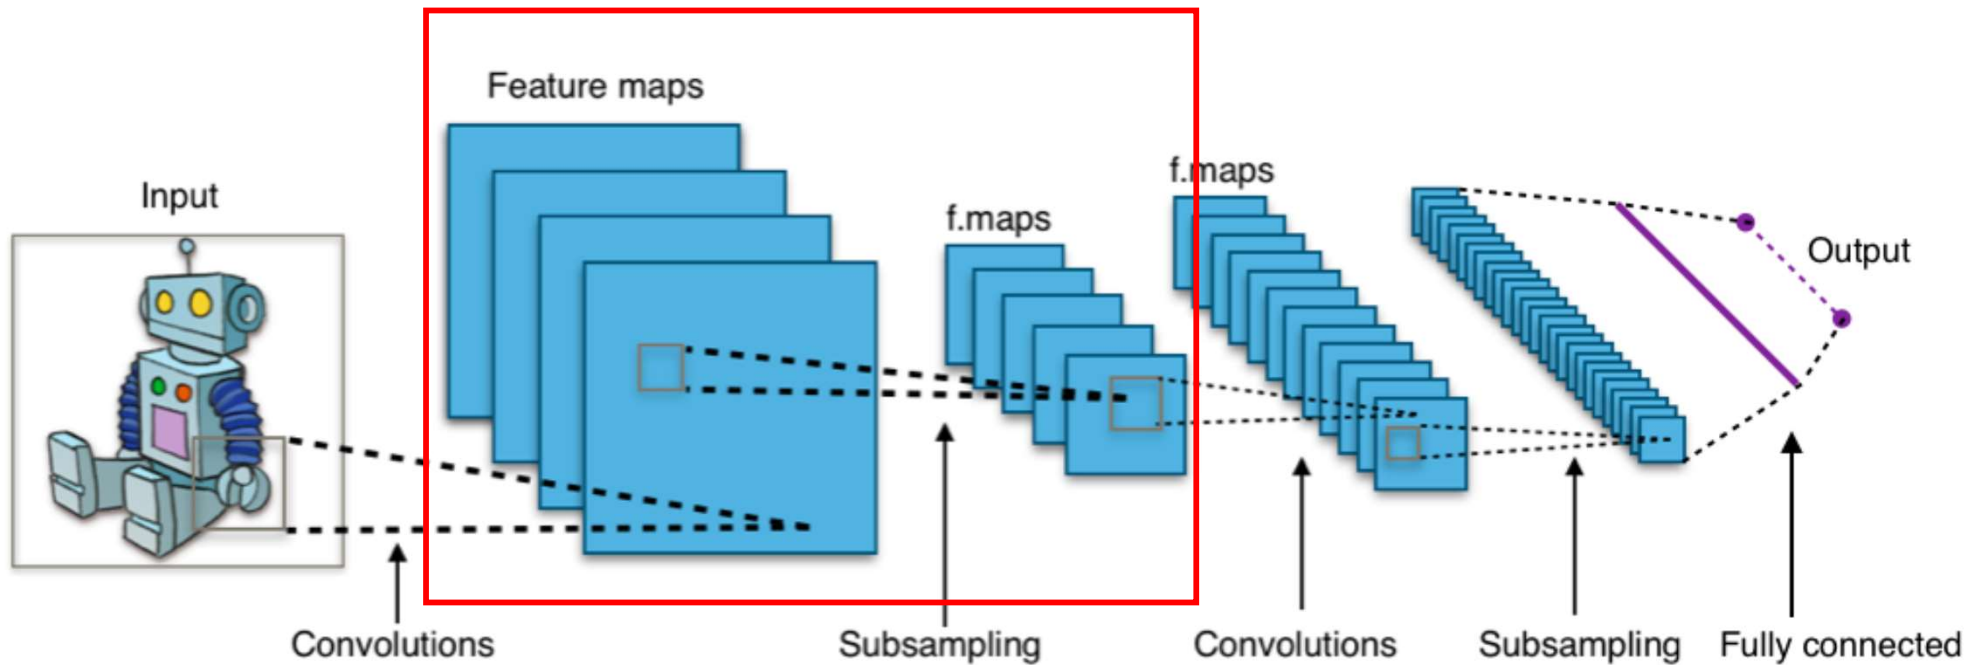 Feature maps
Input
f.maps
f.maps
Output
Convolutions
Subsampling
Convolutions
Subsampling
Fully connected